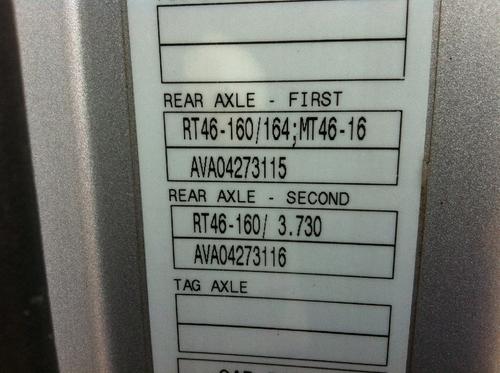 REAR AXLE - FIRST
RT46-160/164;MT46-16
AVA04273115
REAR AXLE - SECOND
RT46-160/ 3.730
AVA04273116
TAG AXLE